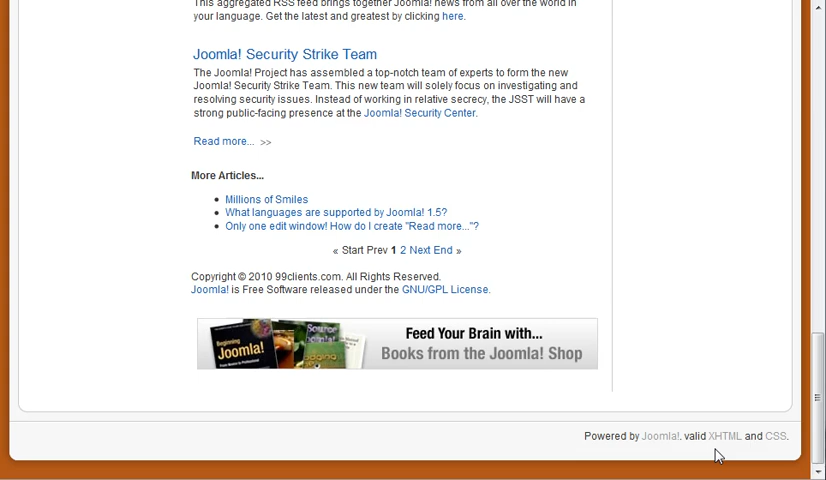 This aggregated RSS feed brings together Joomla! news from all over the world in
your language. Get the latest and greatest by clicking here.
Joomla! Security Strike Team
The Joomla! Project has assembled a top-notch team of experts to form the new
Joomla! Security Strike Team. This new team will solely focus on investigating and
resolving security issues. Instead of working in relative secrecy, the JSST will have a
strong public-facing presence at the Joomla! Security Center.
Read more... >>
More Articles...
• Millions of Smiles
• What languages are supported by Joomla! 1.5?
• Only one edit window! How do I create "Read more..."?
« Start Prev 1 2 Next End »
Copyright © 2010 99clients.com. All Rights Reserved.
Joomla! is Free Software released under the GNU/GPL License.
Beginning
Joomla!
Source
Feed Your Brain with...
Books from the Joomla! Shop
Powered by Joomla!. valid XHTML and CSS.